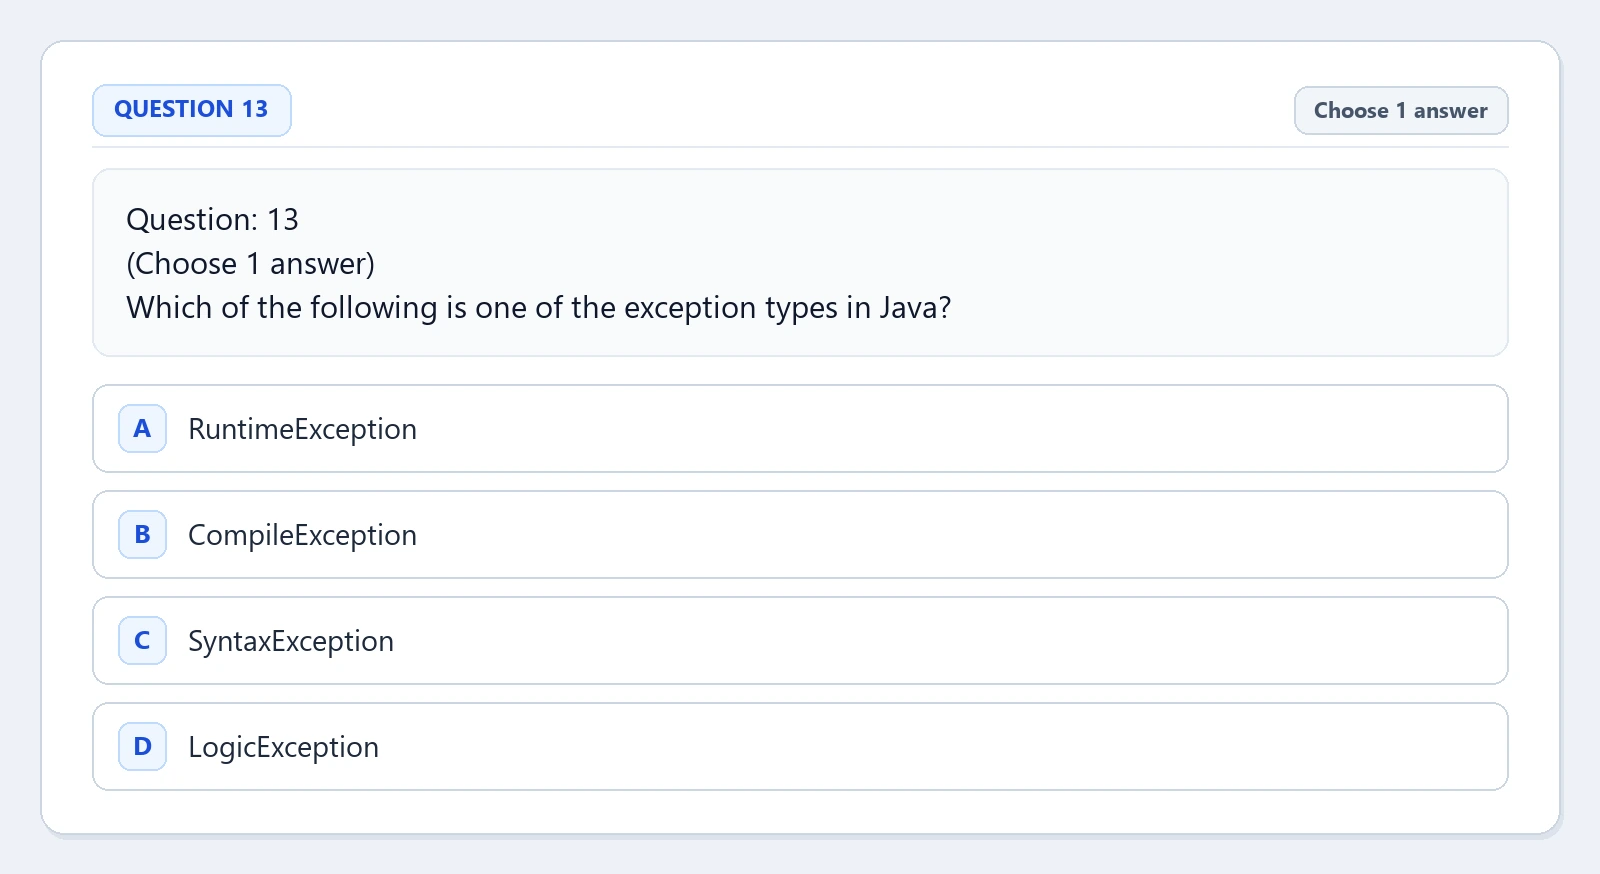 QUESTION 13
Choose 1 answer
Question: 13
(Choose 1 answer)
Which of the following is one of the exception types in Java?
A RuntimeException
B CompileException
C SyntaxException
D LogicException